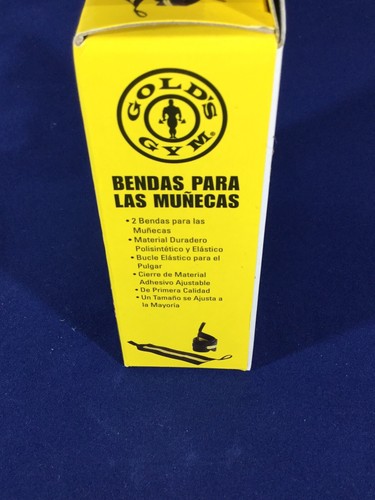 GOLD'S
GYM®
BENDAS PARA
LAS MUÑECAS
• 2 Bendas para las
Muñecas
• Material Duradero
Polisintético y Elástico
• Bucle Elástico para el
Pulgar
• Cierre de Material
Adhesivo Ajustable
• De Primera Calidad
• Un Tamaño se Ajusta a
la Mayoría